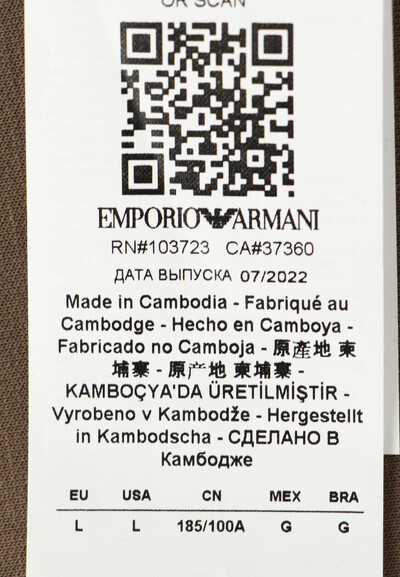 OR SCAN
EMPORIO ARMANI
RN#103723 CA#37360
ДАТА ВЫПУСКА 07/2022
Made in Cambodia - Fabriqué au
Cambodge - Hecho en Camboya -
Fabricado no Camboja - 原產地 柬
埔寨 - 原产地 柬埔寨 -
KAMBOÇYA'DA ÜRETİLMİŞTİR -
Vyrobeno v Kambodže - Hergestellt
in Kambodscha - СДЕЛАНО В
Камбодже
EU USA CN MEX BRA
L L 185/100A G G